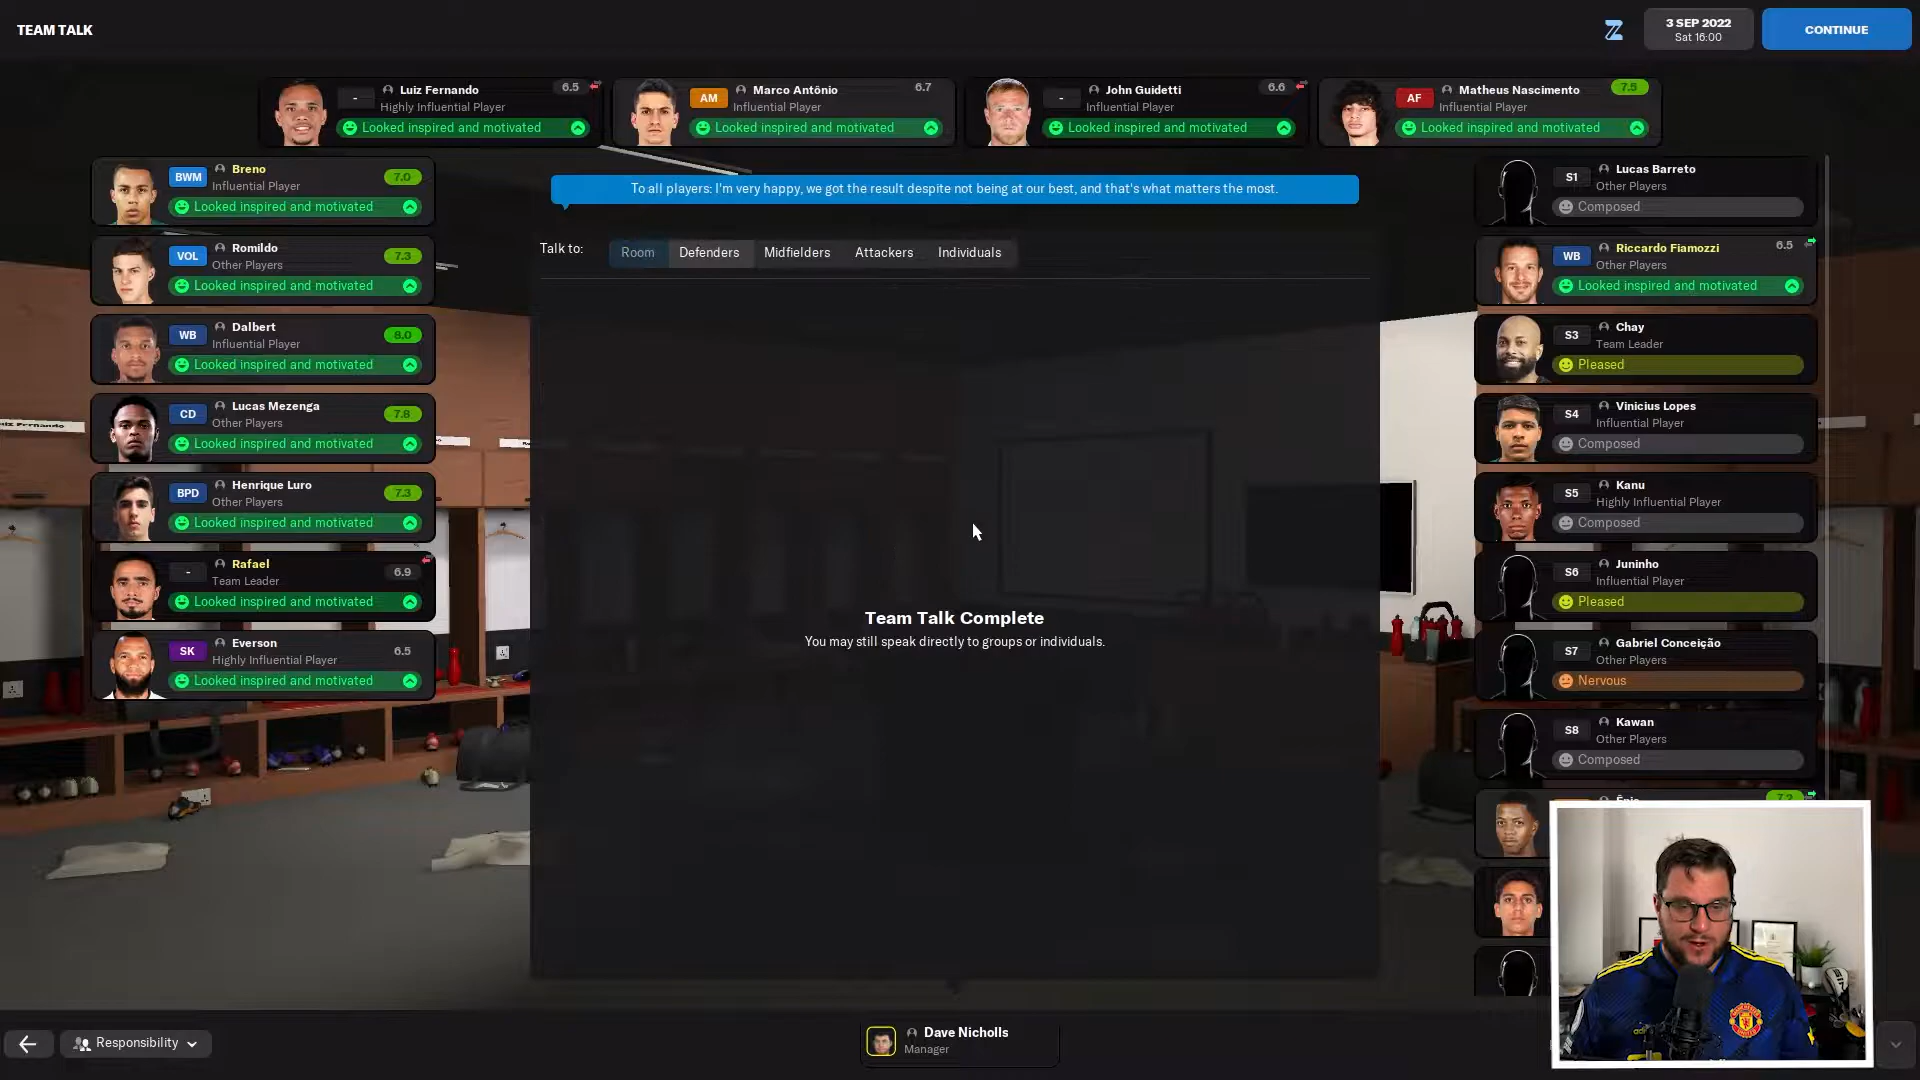 TEAM TALK
3 SEP 2022
Sat 16:00
CONTINUE
Luiz Fernando
6.5
-
Highly Influential Player
Looked inspired and motivated
Marco Antônio
6.7
AM
Influential Player
Looked inspired and motivated
John Guidetti
6.6
-
Influential Player
Looked inspired and motivated
Matheus Nascimento
7.5
AF
Influential Player
Looked inspired and motivated
Breno
BWM
7.0
Influential Player
Looked inspired and motivated
Romildo
VOL
7.3
Other Players
Looked inspired and motivated
Dalbert
WB
8.0
Influential Player
Looked inspired and motivated
Lucas Mezenga
CD
7.8
Other Players
Looked inspired and motivated
Henrique Luro
BPD
7.3
Other Players
Looked inspired and motivated
Rafael
-
6.9
Team Leader
Looked inspired and motivated
Everson
SK
6.5
Highly Influential Player
Looked inspired and motivated
To all players: I'm very happy, we got the result despite not being at our best, and that's what matters the most.
Talk to: Room Defenders Midfielders Attackers Individuals
Team Talk Complete
You may still speak directly to groups or individuals.
Lucas Barreto
S1
Other Players
Composed
Riccardo Fiamozzi
6.5
WB
Other Players
Looked inspired and motivated
Chay
S3
Team Leader
Pleased
Vinicius Lopes
S4
Influential Player
Composed
Kanu
S5
Highly Influential Player
Composed
Juninho
S6
Influential Player
Pleased
Gabriel Conceição
S7
Other Players
Nervous
Kawan
S8
Other Players
Composed
7.2
Responsibility
Dave Nicholls
Manager